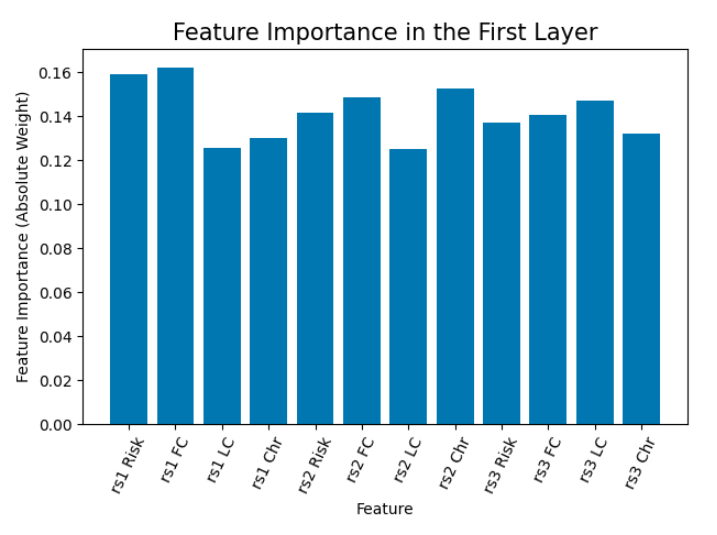 Feature Importance in the First Layer
Feature Importance (Absolute Weight)
0.16
0.14
0.12
0.10
0.08
0.06
0.04
0.02
0.00
rs1 Risk
rs1 FC
rs1 LC
rs1 Chr
rs2 Risk
rs2 FC
rs2 LC
rs2 Chr
rs3 Risk
rs3 FC
rs3 LC
rs3 Chr
Feature